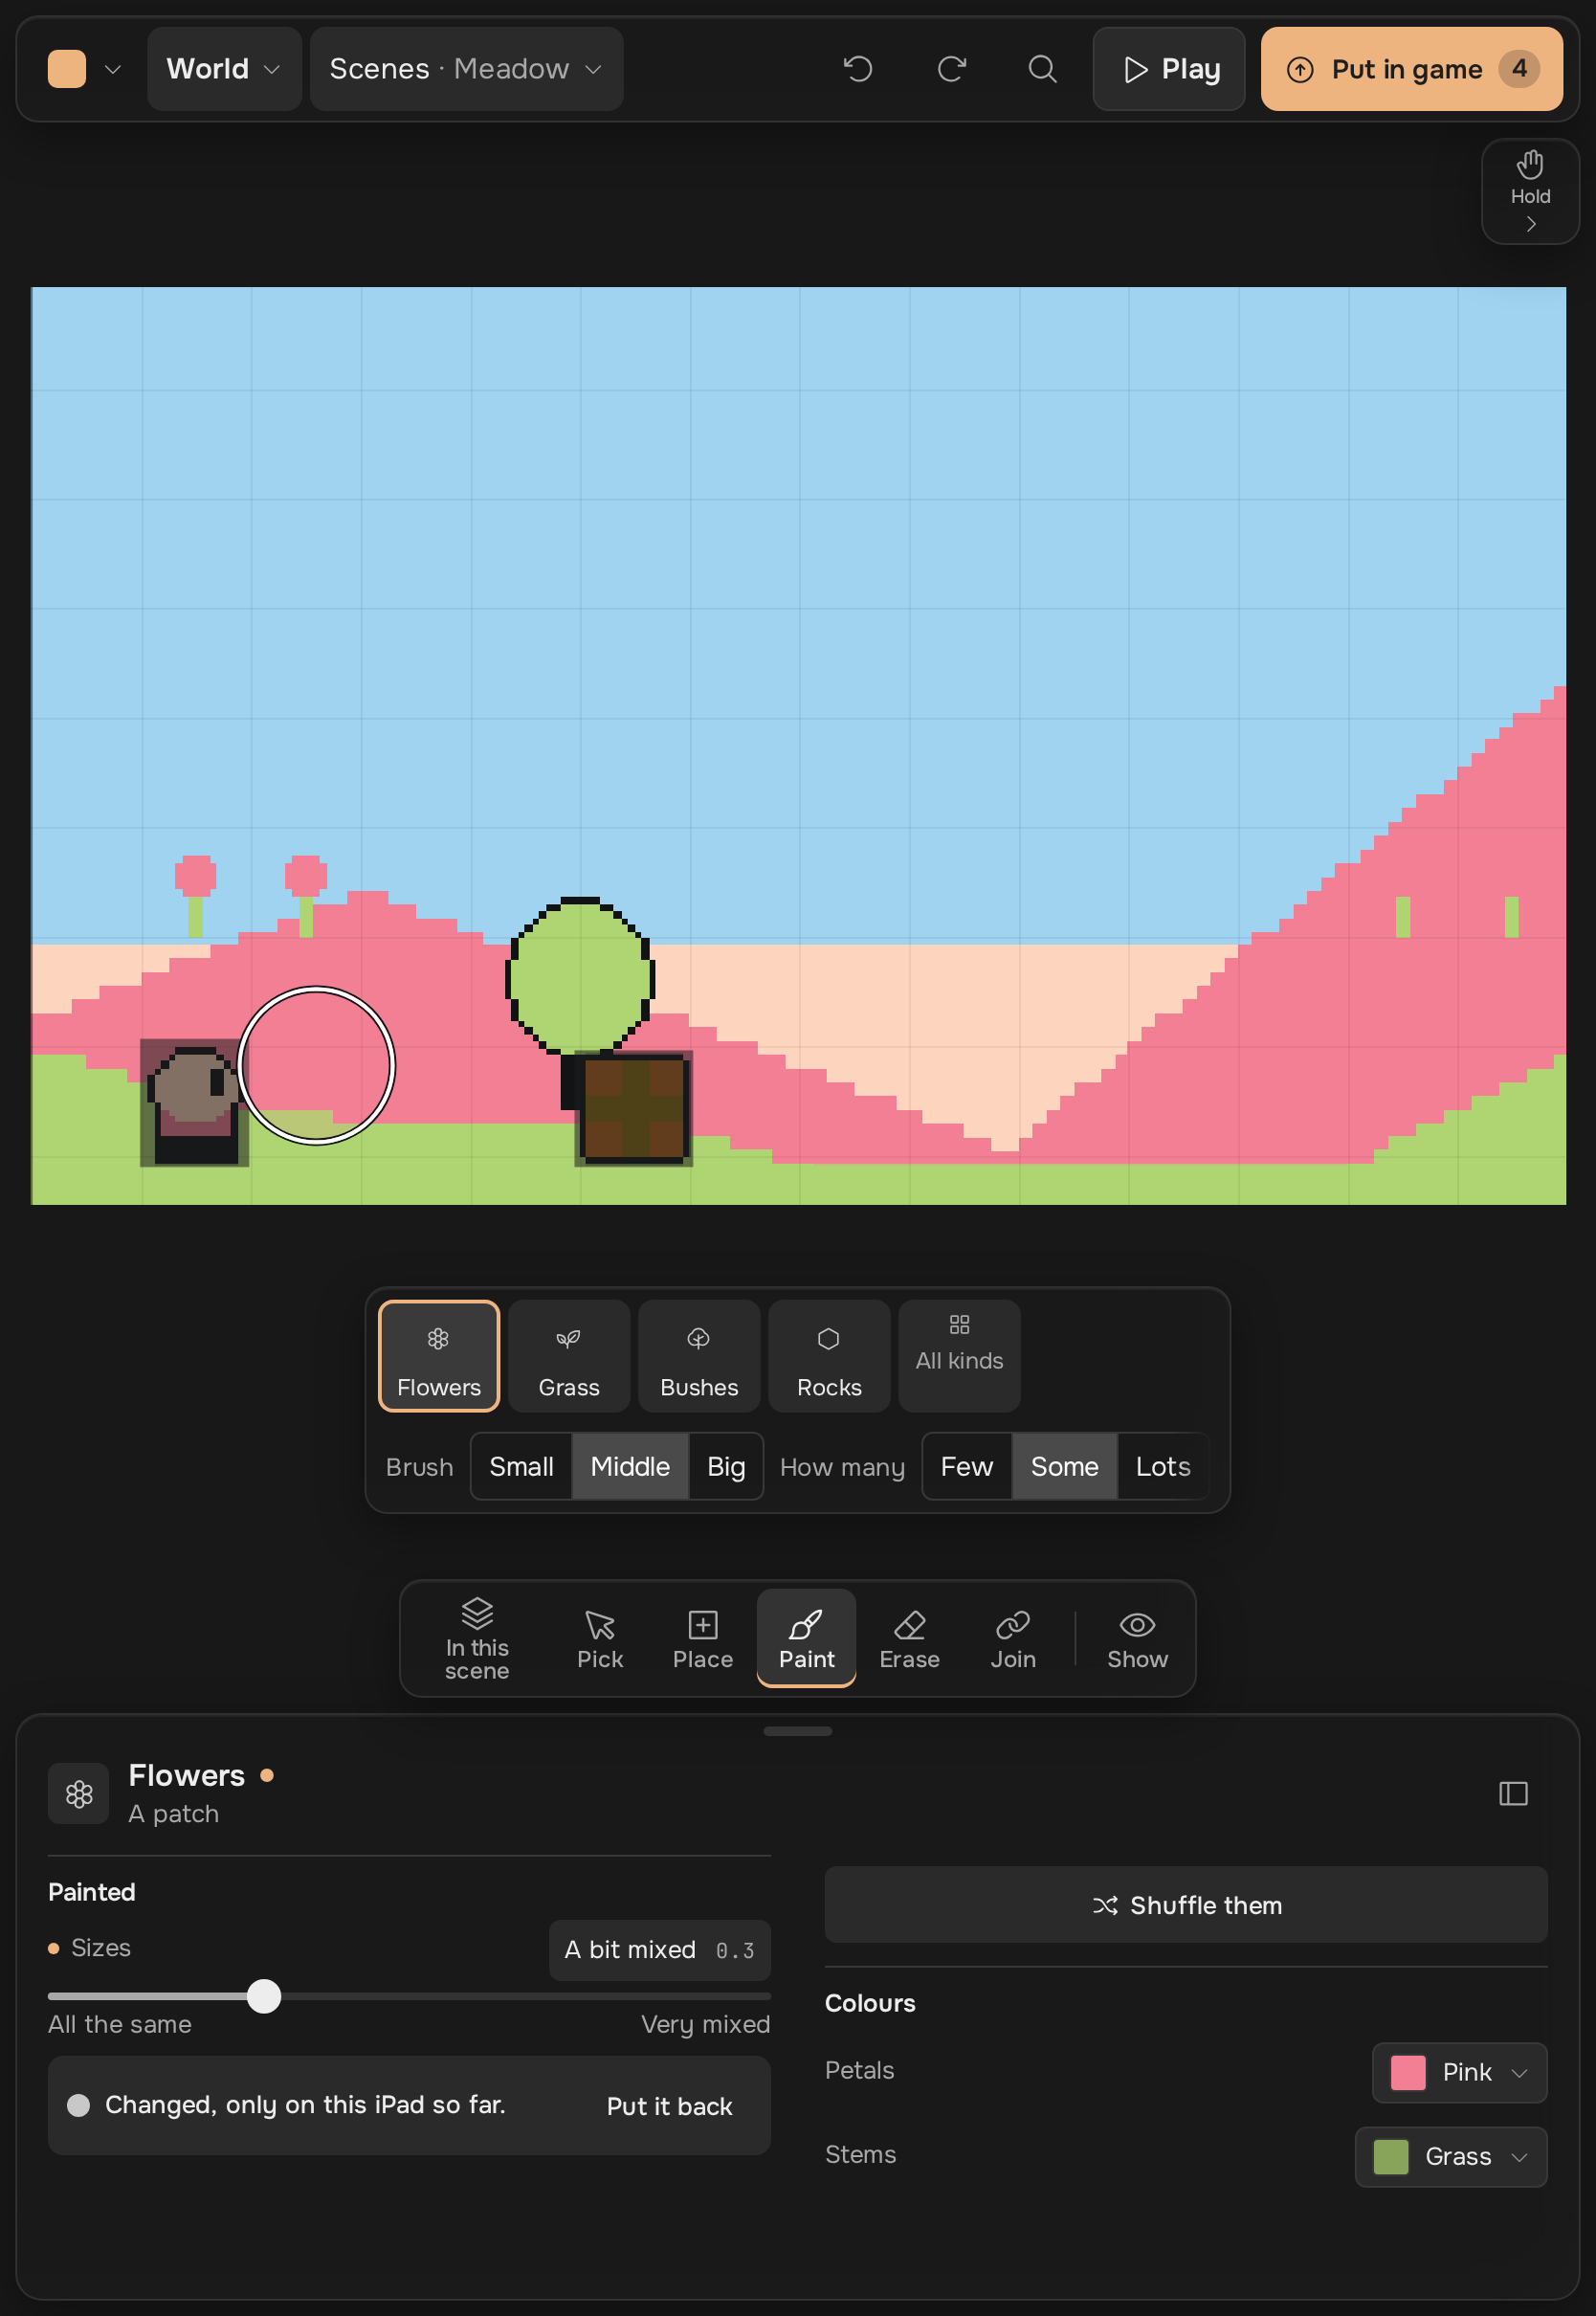 World
Scenes · Meadow
Play
Put in game 4
Hold
Flowers
Grass
Bushes
Rocks
All kinds
Brush
Small
Middle
Big
How many
Few
Some
Lots
In this
scene
Pick
Place
Paint
Erase
Join
Show
Flowers
A patch
Painted
Sizes
A bit mixed 0.3
All the same
Very mixed
Changed, only on this iPad so far.
Put it back
Shuffle them
Colours
Petals
Pink
Stems
Grass